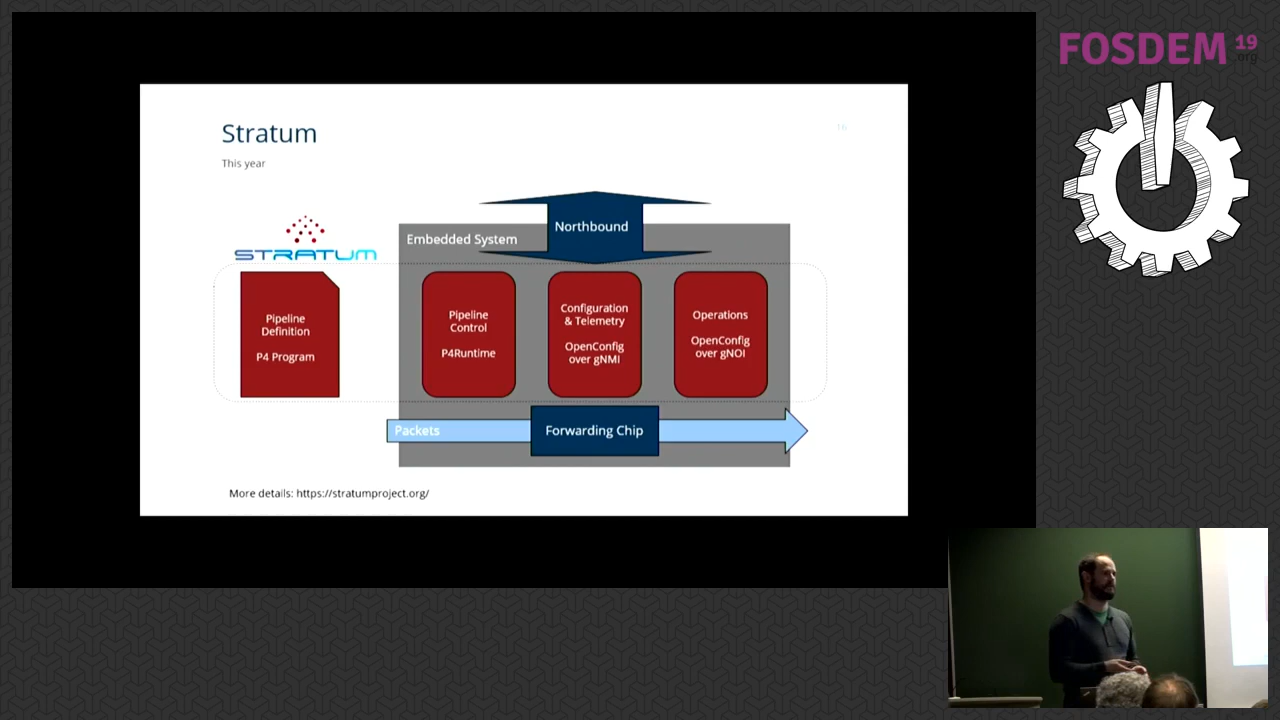 FOSDEM 19
.org
Stratum
16
This year
Northbound
Embedded System
STRATUM
Pipeline
Definition
P4 Program
Pipeline
Control
P4Runtime
Configuration
& Telemetry
OpenConfig
over gNMI
Operations
OpenConfig
over gNOI
Packets
Forwarding Chip
More details: https://stratumproject.org/